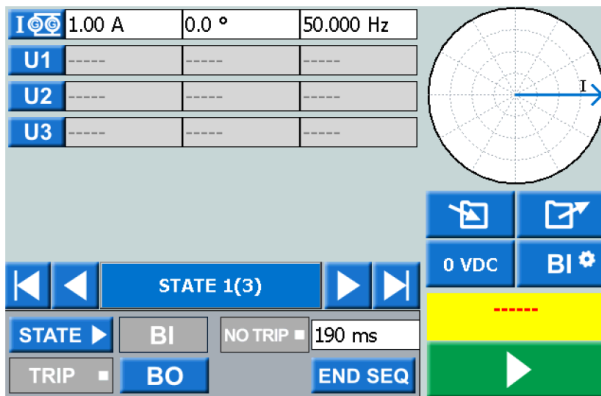 I GG 1.00 A 0.0 ° 50.000 Hz
U1 ----- ----- -----
U2 ----- ----- -----
U3 ----- ----- -----
I
0 VDC BI
STATE 1(3)
------
STATE BI NO TRIP 190 ms
TRIP BO END SEQ